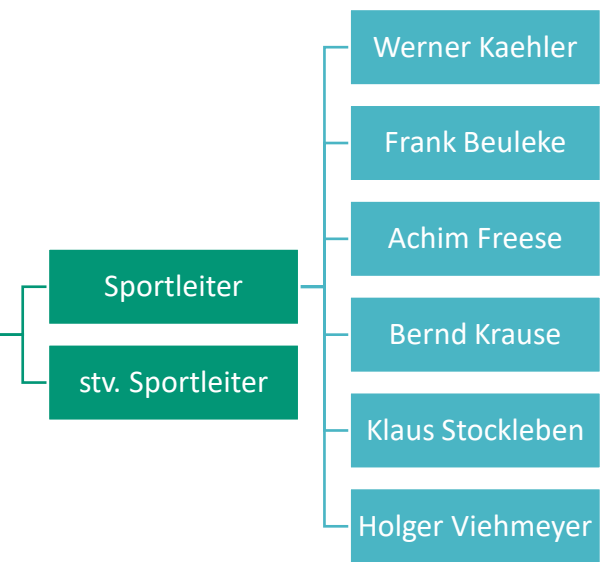 Werner Kaehler
Frank Beuleke
Achim Freese
Sportleiter
Bernd Krause
stv. Sportleiter
Klaus Stockleben
Holger Viehmeyer